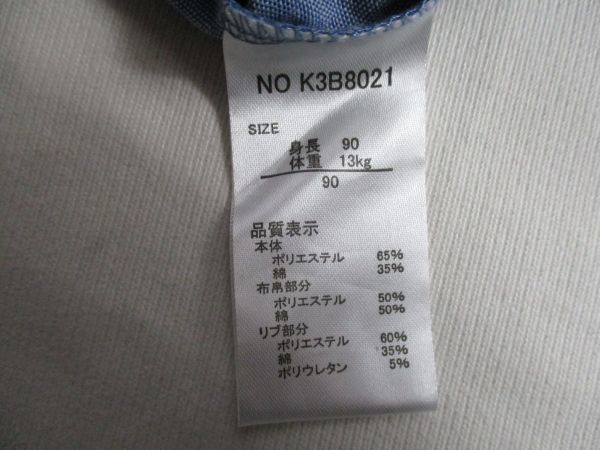 NO K3B8021
SIZE
身長 90
体重 13kg
90
品質表示
本体
ポリエステル 65%
綿 35%
布帛部分
ポリエステル 50%
綿 50%
リブ部分
ポリエステル 60%
綿 35%
ポリウレタン 5%